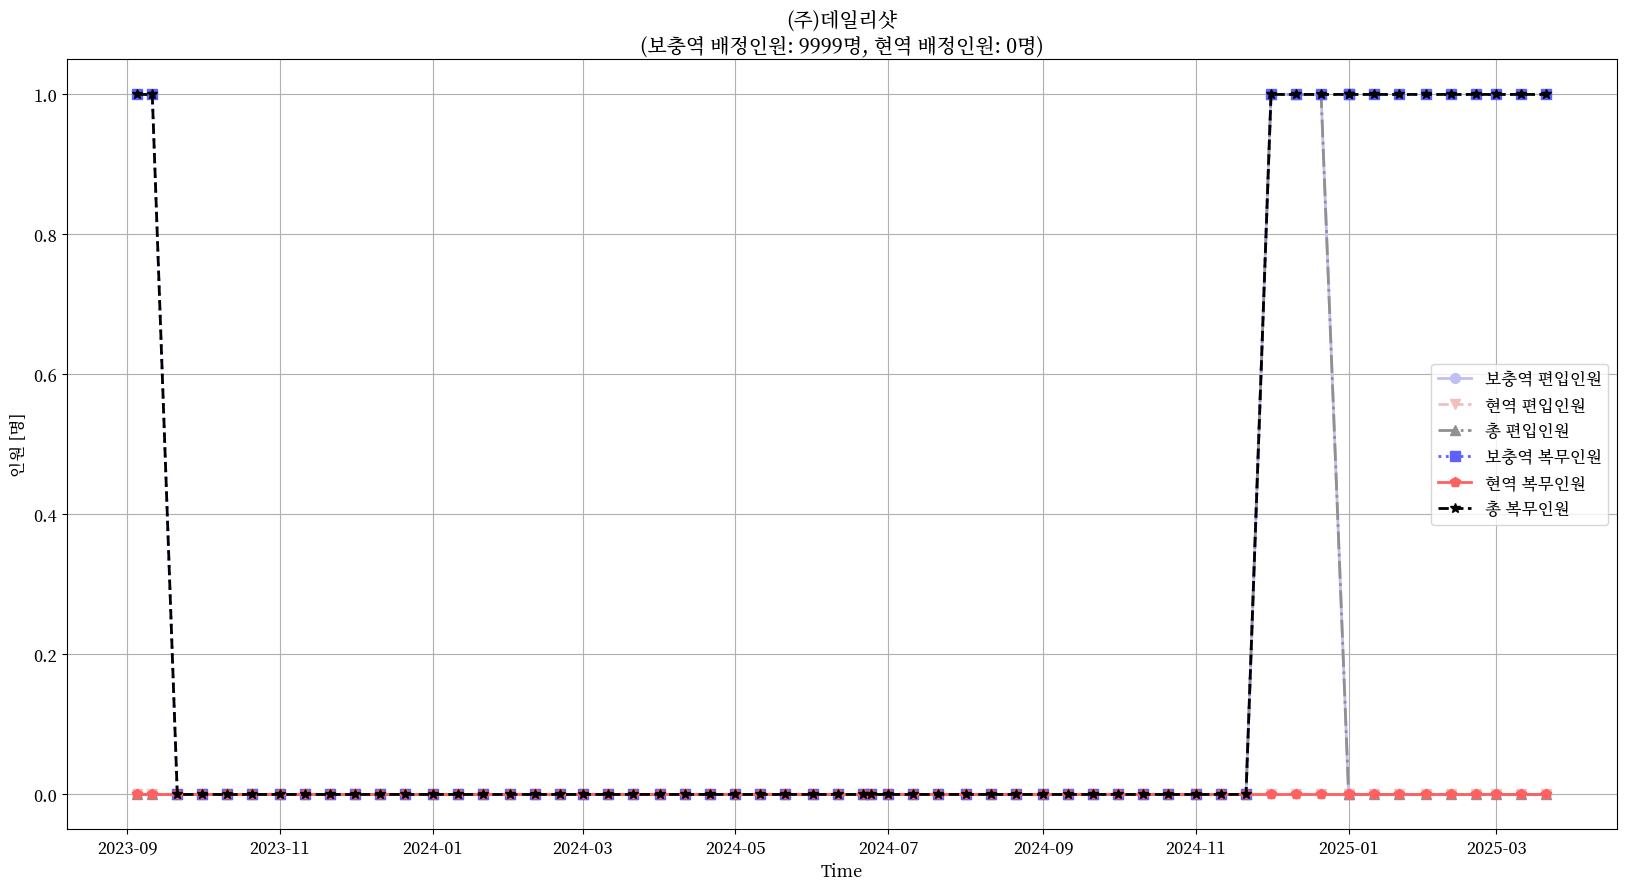 (주)데일리샷
(보충역 배정인원: 9999명, 현역 배정인원: 0명)
1.0
0.8
0.6
0.4
0.2
0.0
인원 [명]
보충역 편입인원
현역 편입인원
총 편입인원
보충역 복무인원
현역 복무인원
총 복무인원
2023-09 2023-11 2024-01 2024-03 2024-05 2024-07 2024-09 2024-11 2025-01 2025-03
Time